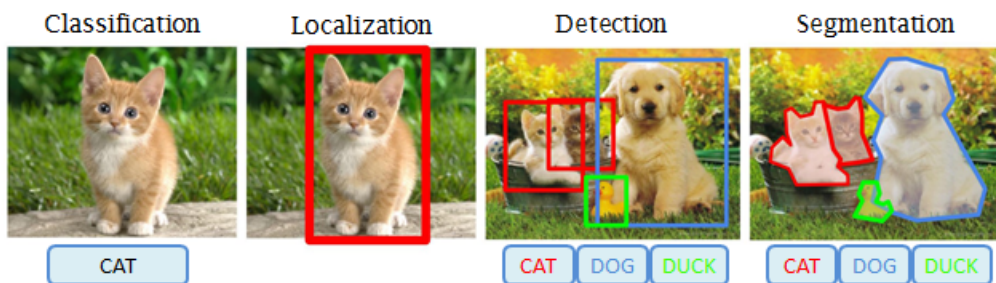 Classification
Localization
Detection
Segmentation
CAT
CAT
DOG
DUCK
CAT
DOG
DUCK